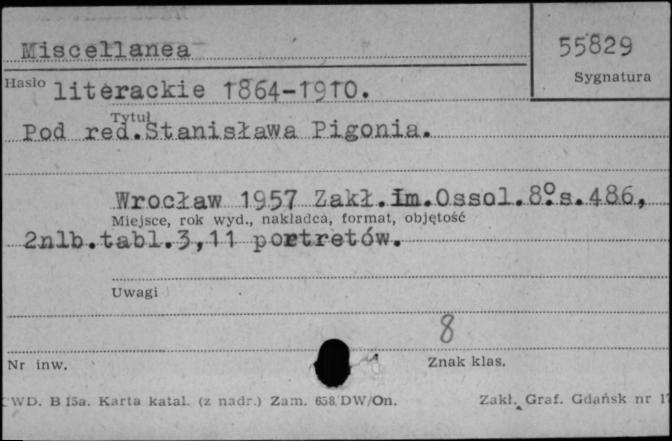 Miscellanea
55829
Sygnatura
Hasło
literackie 1864-1910.
Tytuł
Pod red.Stanisława Pigonia.
Wrocław 1957 Zakł.Im.Ossol.8º.s.486,
Miejsce, rok wyd., nakładca, format, objętość
2nlb.tabl.3,11 portretów.
Uwagi
8
Nr inw.
Znak klas.
WD. B 15a. Karta katal. (z nadr.) Zam. 658/DW/On.
Zakł. Graf. Gdańsk nr